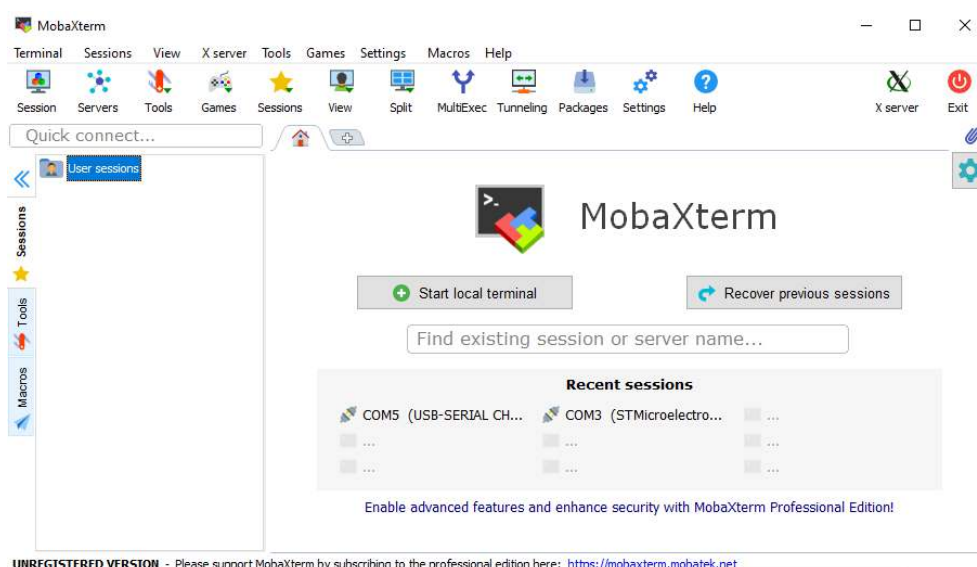 MobaXterm
Terminal Sessions View X server Tools Games Settings Macros Help
Session Servers Tools Games Sessions View Split MultiExec Tunneling Packages Settings Help X server Exit
Quick connect...
User sessions
Sessions
Tools
Macros
>_
MobaXterm
Start local terminal
Recover previous sessions
Find existing session or server name...
Recent sessions
COM5 (USB-SERIAL CH... COM3 (STMicroelectro... ...
... ... ...
... ... ...
Enable advanced features and enhance security with MobaXterm Professional Edition!
UNREGISTERED VERSION - Please support MobaXterm by subscribing to the professional edition here: https://mobaxterm.mobatek.net